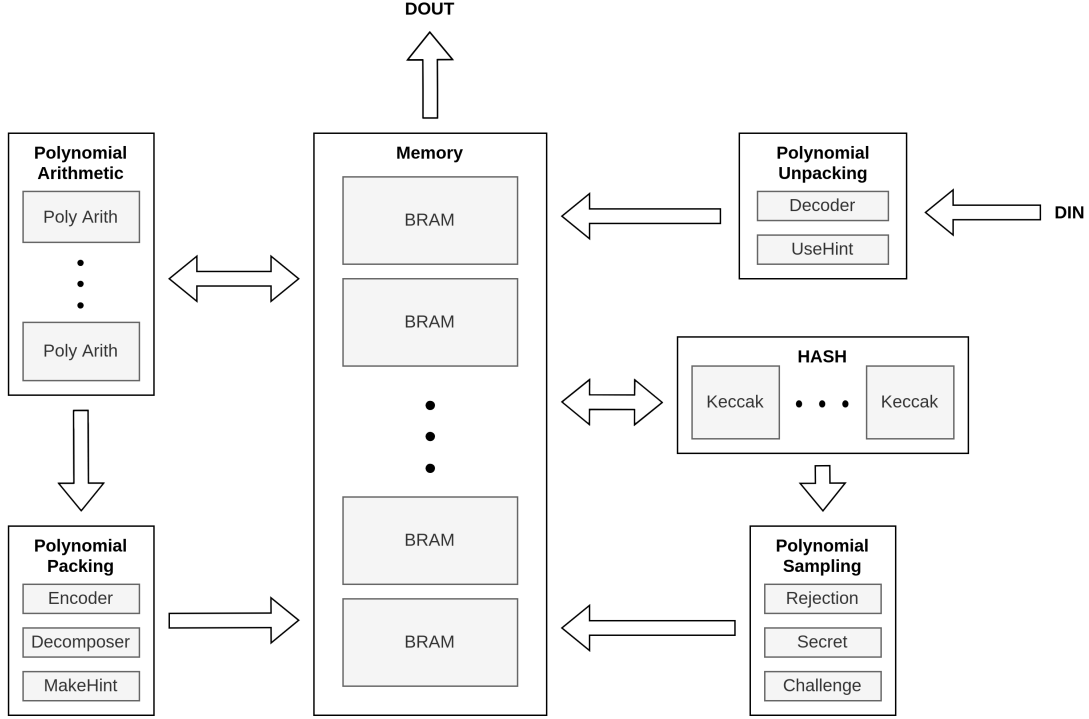 DOUT
Polynomial
Arithmetic
Poly Arith
Poly Arith
Polynomial
Packing
Encoder
Decomposer
MakeHint
Memory
BRAM
BRAM
BRAM
BRAM
Polynomial
Unpacking
Decoder
UseHint
DIN
HASH
Keccak
Keccak
Polynomial
Sampling
Rejection
Secret
Challenge